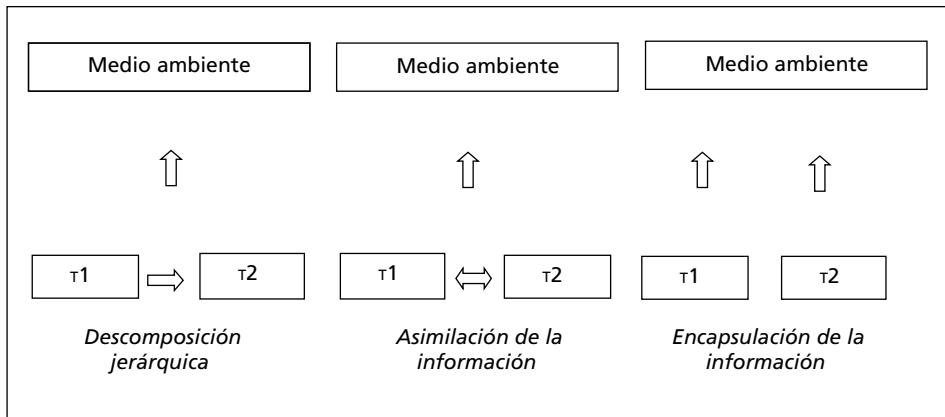 Medio ambiente
Medio ambiente
Medio ambiente
T1
T2
T1
T2
T1
T2
Descomposición
jerárquica
Asimilación de la
información
Encapsulación de la
información